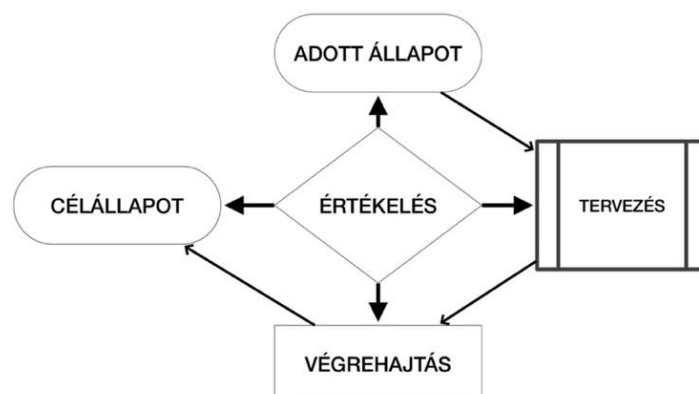 ADOTT ÁLLAPOT
CÉLÁLLAPOT
ÉRTÉKELÉS
TERVEZÉS
VÉGREHAJTÁS